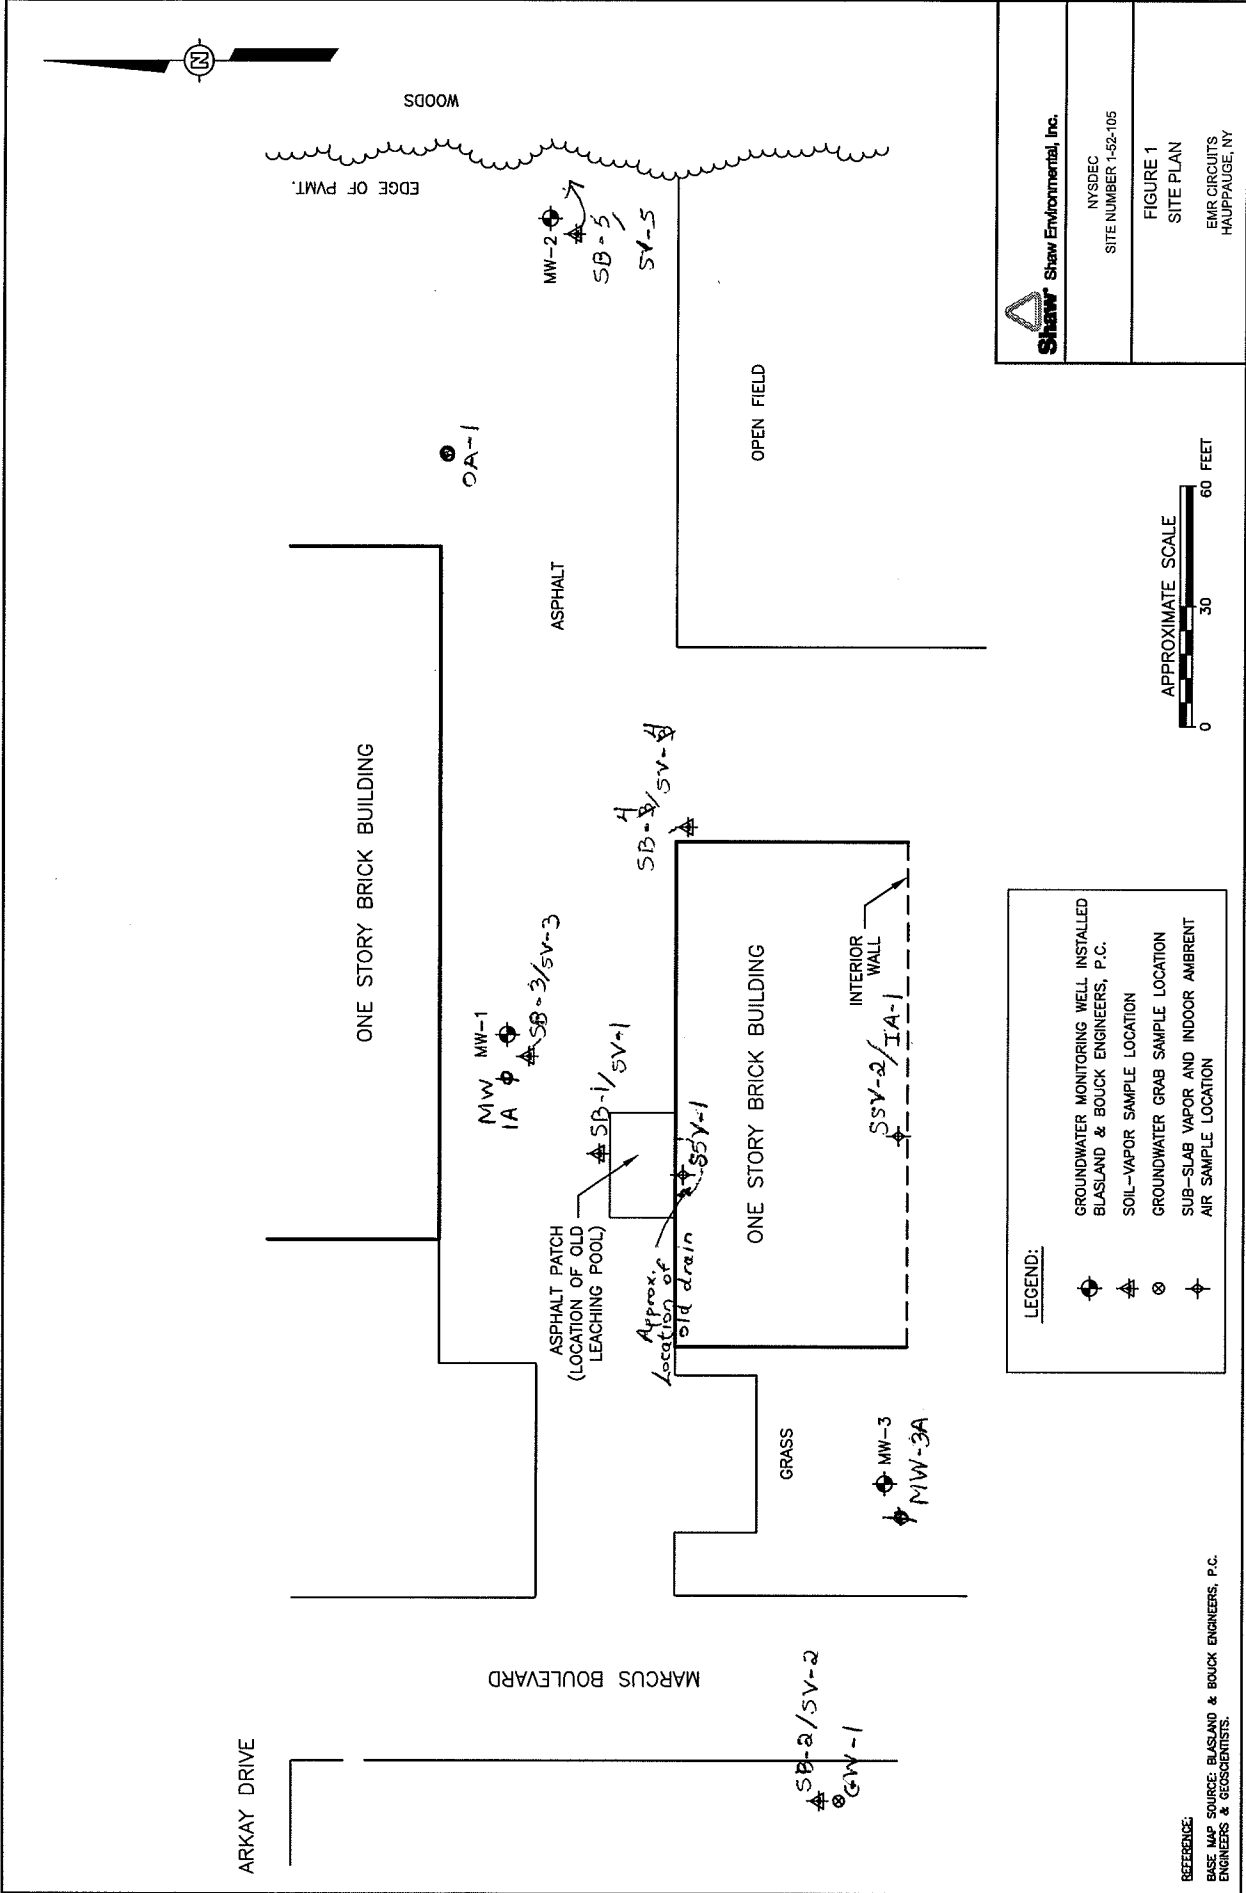 N
WOODS
EDGE OF PVMT.
MW-2
SB-5/
SV-5
OA-1
ONE STORY BRICK BUILDING
ASPHALT
OPEN FIELD
MW-1
MW
1A
SB-3/SV-3
SB-1/SV-1
4
SB-3/SV-4
ASPHALT PATCH
(LOCATION OF OLD
LEACHING POOL)
Approx.
Location of
old drain
SSV-1
ONE STORY BRICK BUILDING
INTERIOR
WALL
SSV-2/IA-1
GRASS
MW-3
MW-3A
MARCUS BOULEVARD
ARKAY DRIVE
SB-2/SV-2
GW-1
LEGEND:
GROUNDWATER MONITORING WELL INSTALLED
BLASLAND & BOUCK ENGINEERS, P.C.
SOIL-VAPOR SAMPLE LOCATION
GROUNDWATER GRAB SAMPLE LOCATION
SUB-SLAB VAPOR AND INDOOR AMBRENT
AIR SAMPLE LOCATION
APPROXIMATE SCALE
0 30 60 FEET
REFERENCE:
BASE MAP SOURCE: BLASLAND & BOUCK ENGINEERS, P.C.
ENGINEERS & GEOSCIENTISTS.
Shaw® Shaw Environmental, Inc.
NYSDEC
SITE NUMBER 1-52-105
FIGURE 1
SITE PLAN
EMR CIRCUITS
HAUPPAUGE, NY